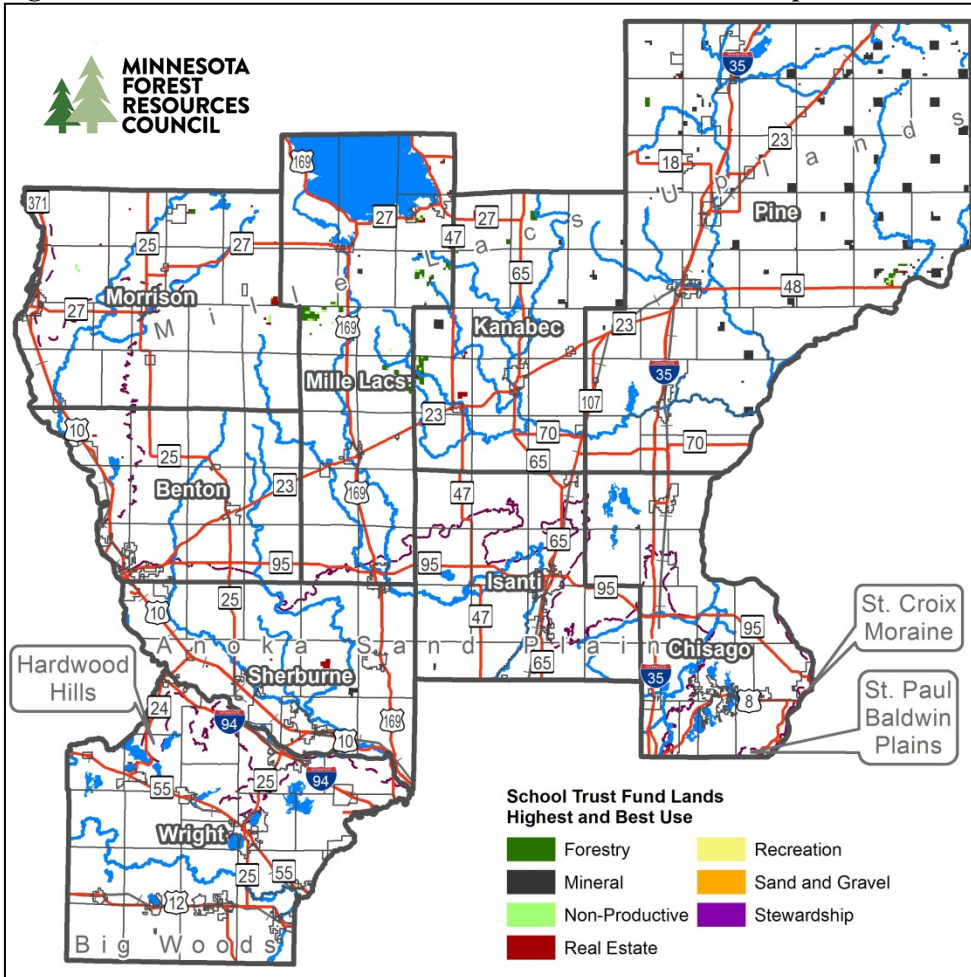 MINNESOTA
FOREST
RESOURCES
COUNCIL
35
169
23
371
18
Uplands
27
27
Pine
25
27
47
65
48
Morrison
Mille Lacs
27
169
Kanabec
23
Mille Lacs
35
10
23
107
70
70
25
65
Benton
23
169
47
65
95
95
Isanti
95
10
25
47
95
St. Croix
Moraine
Anoka Sand Plain
Chisago
Hardwood
Hills
Sherburne
65
35
8
St. Paul
Baldwin
Plains
24
94
169
10
25
94
55
School Trust Fund Lands
Highest and Best Use
Wright
Forestry
Recreation
55
25
Mineral
Sand and Gravel
12
Non-Productive
Stewardship
Big Woods
Real Estate